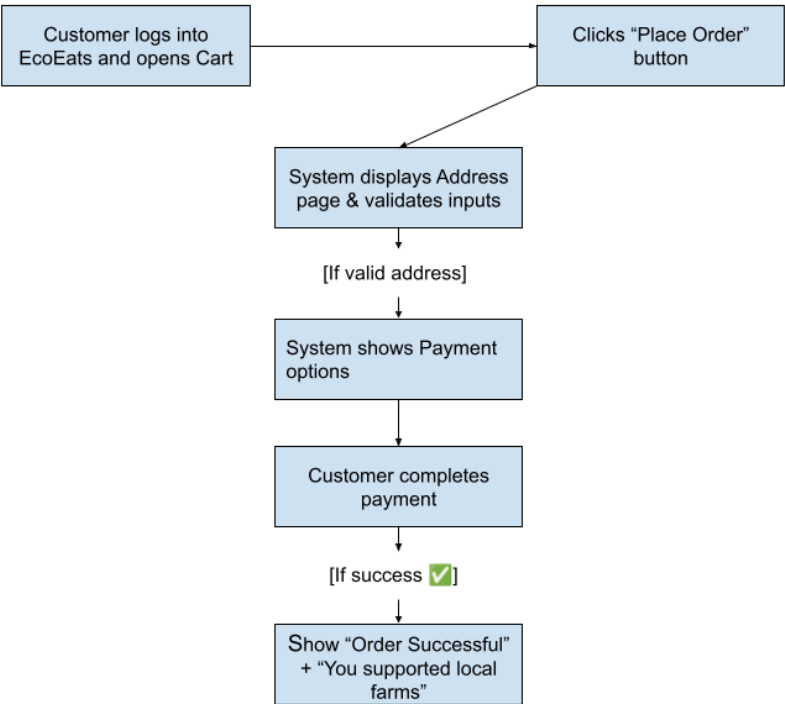 Customer logs into
EcoEats and opens Cart
Clicks “Place Order”
button
System displays Address
page & validates inputs
[If valid address]
System shows Payment
options
Customer completes
payment
[If success ✅]
Show “Order Successful”
+ “You supported local
farms”